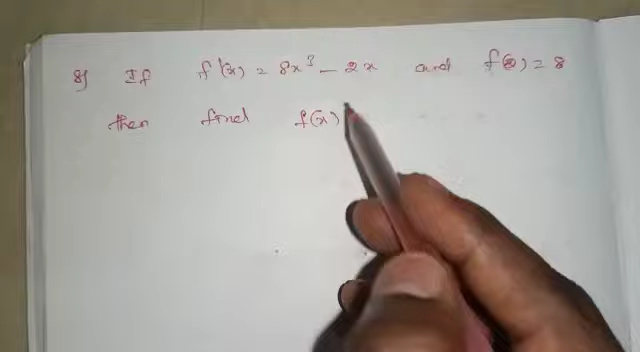 8) If f'(x) = 8x³ - 2x and f(2) = 8
then find f(x)